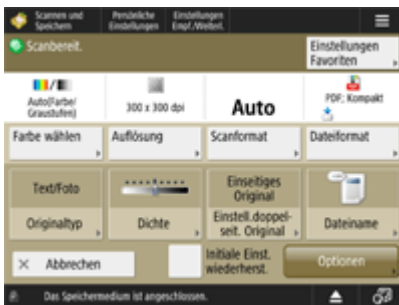 Scannen und Speichern
Persönliche Einstellungen
Einstellungen Empf./Weiterl.
Scanbereit.
Einstellungen Favoriten
Auto(Farbe/Graustufen)
300 x 300 dpi
Auto
PDF; Kompakt
Farbe wählen
Auflösung
Scanformat
Dateiformat
Text/Foto
Einseitiges Original
Originaltyp
Dichte
Einstell.doppel-
seit. Original
Dateiname
Abbrechen
Initiale Einst.
wiederherst.
Optionen
Das Speichermedium ist angeschlossen.